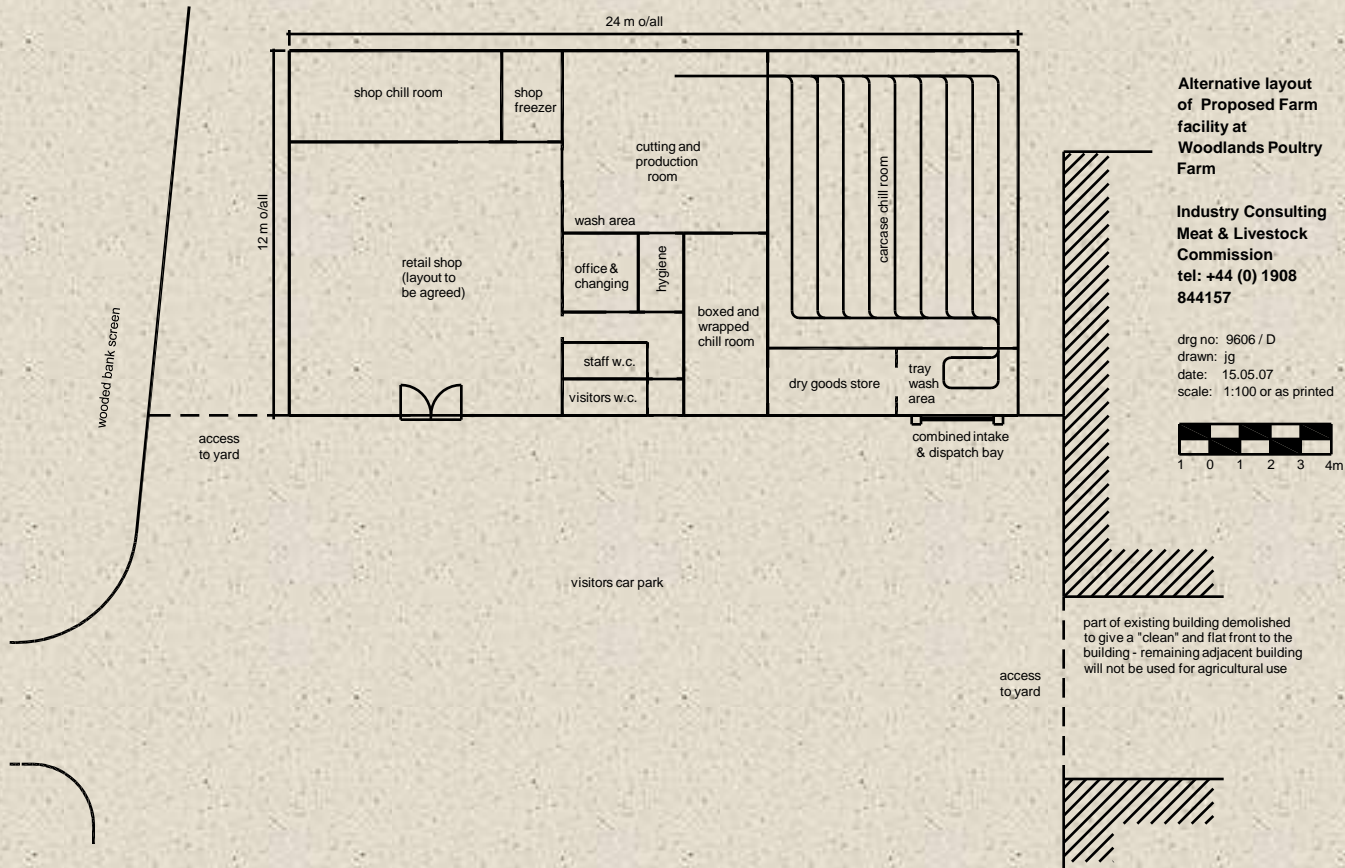 24 m o/all
12 m o/all
shop chill room
shop
freezer
cutting and
production
room
wash area
carcase chill room
retail shop
(layout to
be agreed)
office &
changing
hygiene
boxed and
wrapped
chill room
staff w.c.
visitors w.c.
dry goods store
tray
wash
area
combined intake
& dispatch bay
wooded bank screen
access
to yard
visitors car park
access
to yard
part of existing building demolished
to give a "clean" and flat front to the
building - remaining adjacent building
will not be used for agricultural use
Alternative layout
of Proposed Farm
facility at
Woodlands Poultry
Farm
Industry Consulting
Meat & Livestock
Commission
tel: +44 (0) 1908
844157
drg no: 9606 / D
drawn: jg
date: 15.05.07
scale: 1:100 or as printed
1 0 1 2 3 4m